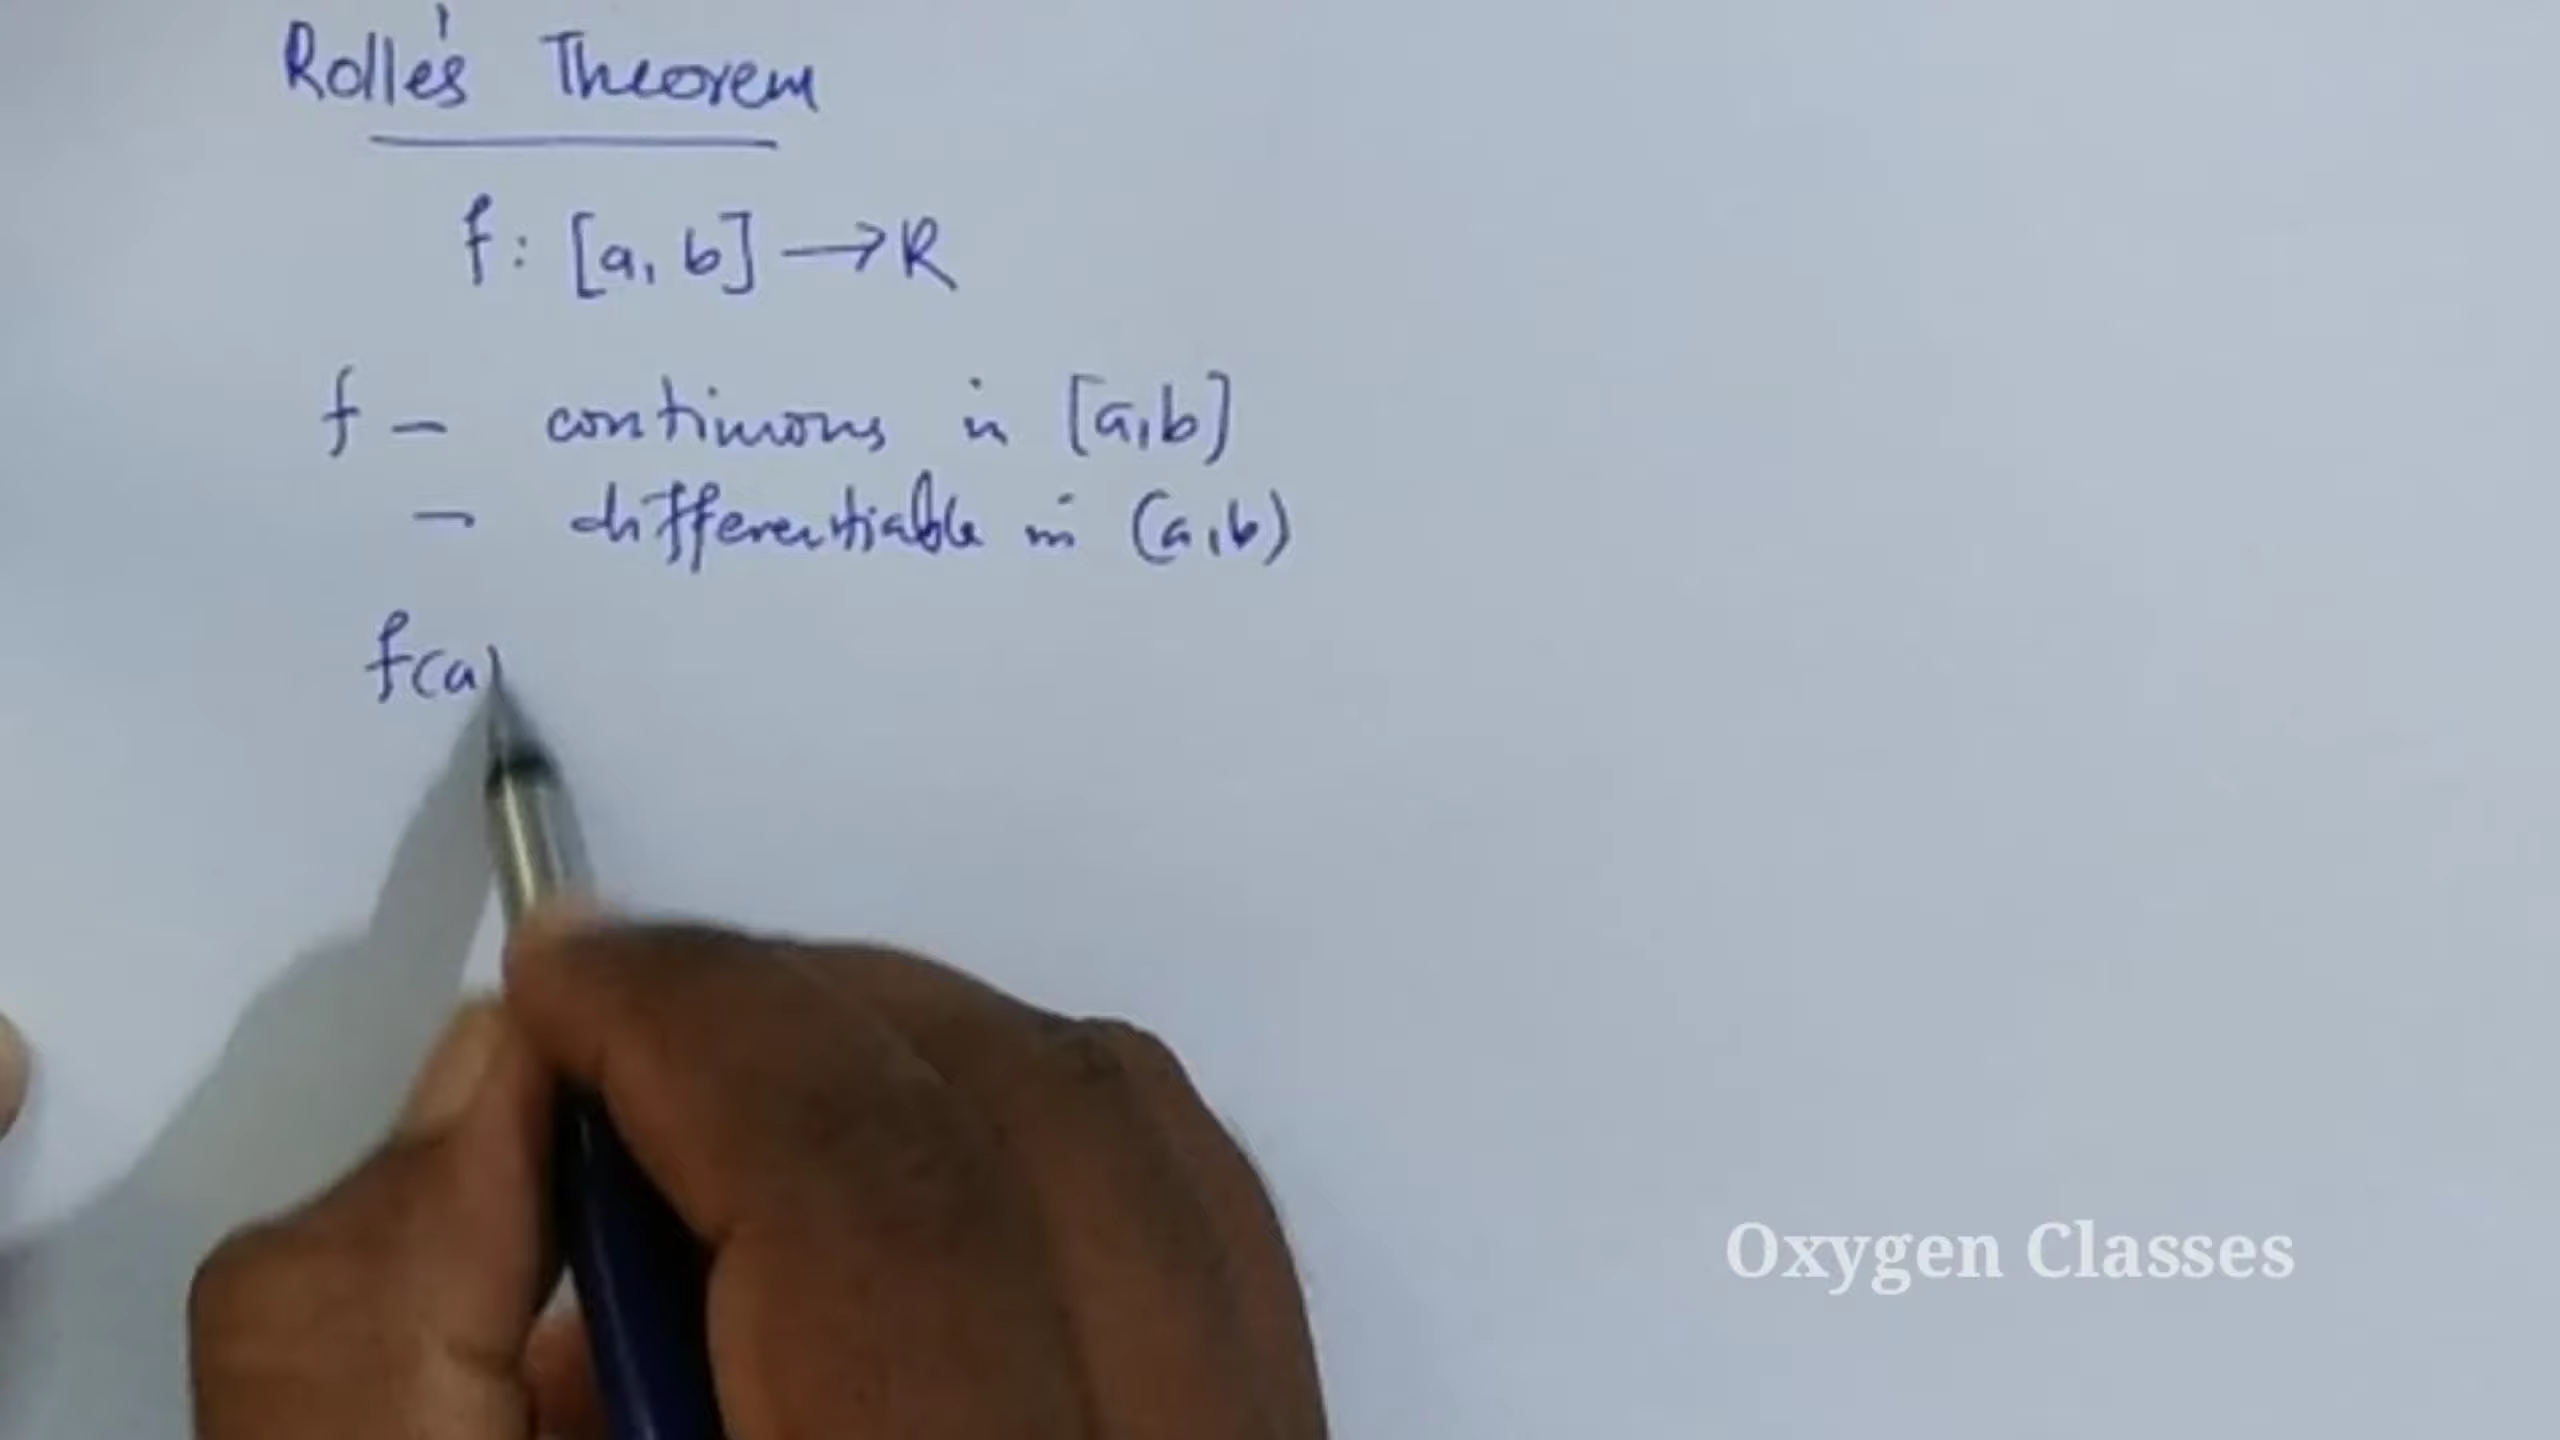 Rolle's Theorem
f: [a, b] → R
f — continuous in [a,b]
— differentiable in (a,b)
f(a)
Oxygen Classes